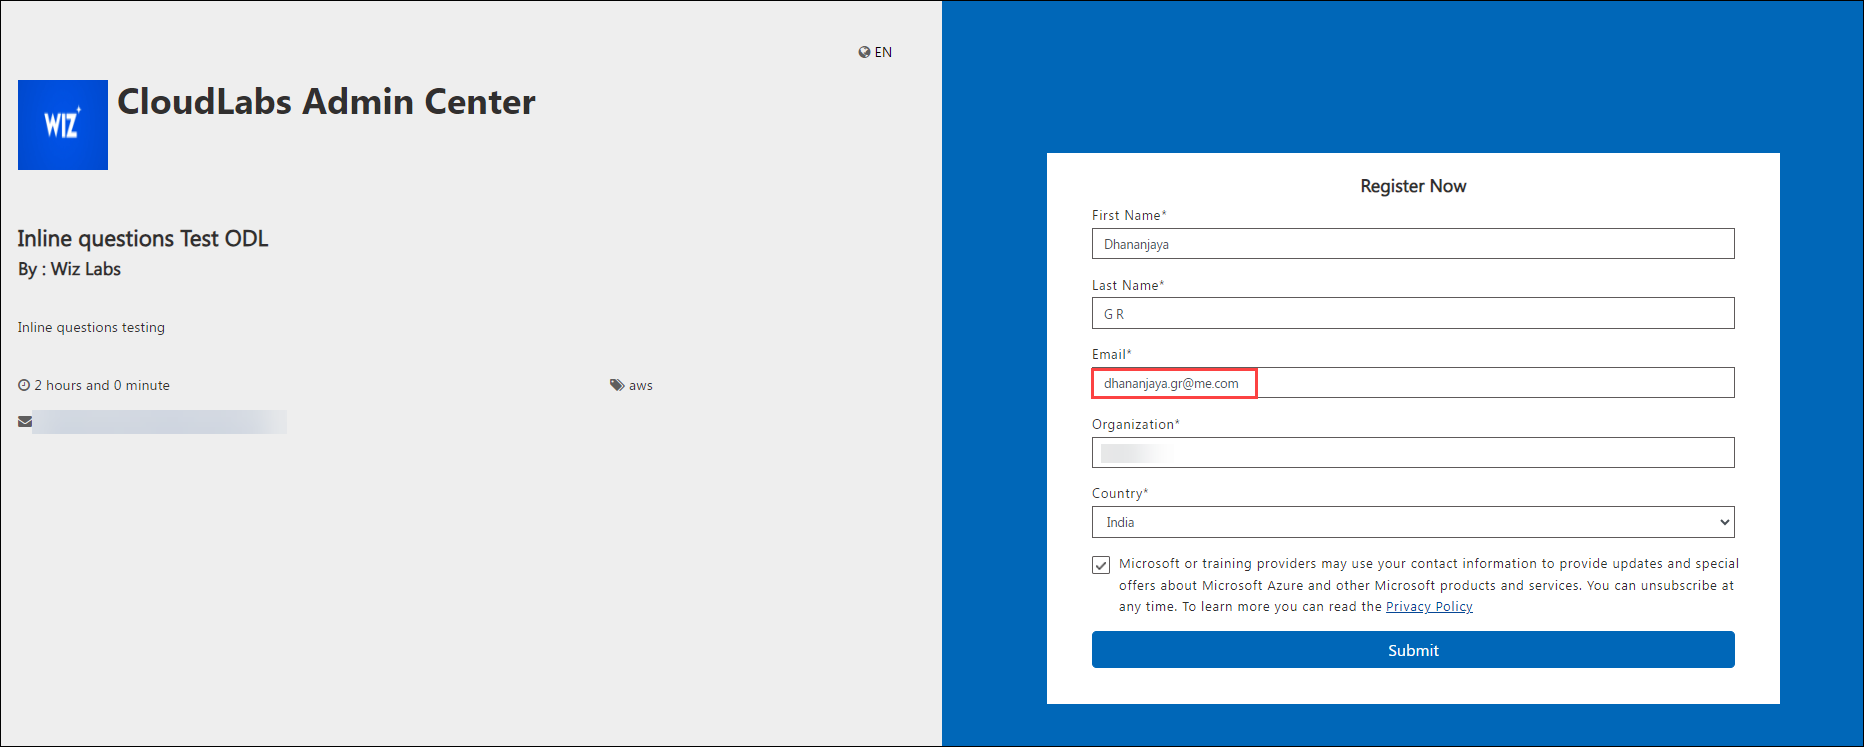 EN
WIZ
CloudLabs Admin Center
Inline questions Test ODL
By : Wiz Labs
Inline questions testing
2 hours and 0 minute
aws
Register Now
First Name*
Dhananjaya
Last Name*
G R
Email*
dhananjaya.gr@me.com
Organization*
Country*
India
Microsoft or training providers may use your contact information to provide updates and special
offers about Microsoft Azure and other Microsoft products and services. You can unsubscribe at
any time. To learn more you can read the Privacy Policy
Submit